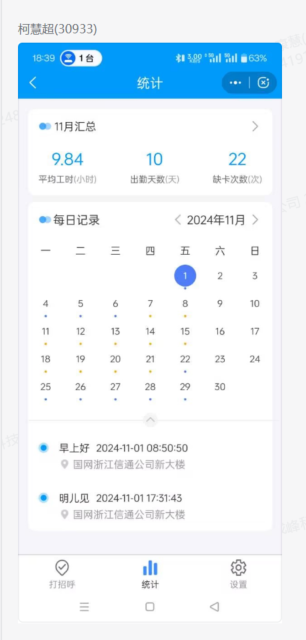 柯慧超(30933)
18:39 1台 63%
统计
11月汇总
9.84 10 22
平均工时(小时) 出勤天数(天) 缺卡次数(次)
每日记录 2024年11月
一 二 三 四 五 六 日
1 2 3
4 5 6 7 8 9 10
11 12 13 14 15 16 17
18 19 20 21 22 23 24
25 26 27 28 29 30
早上好 2024-11-01 08:50:50
国网浙江信通公司新大楼
明儿见 2024-11-01 17:31:43
国网浙江信通公司新大楼
打招呼 统计 设置